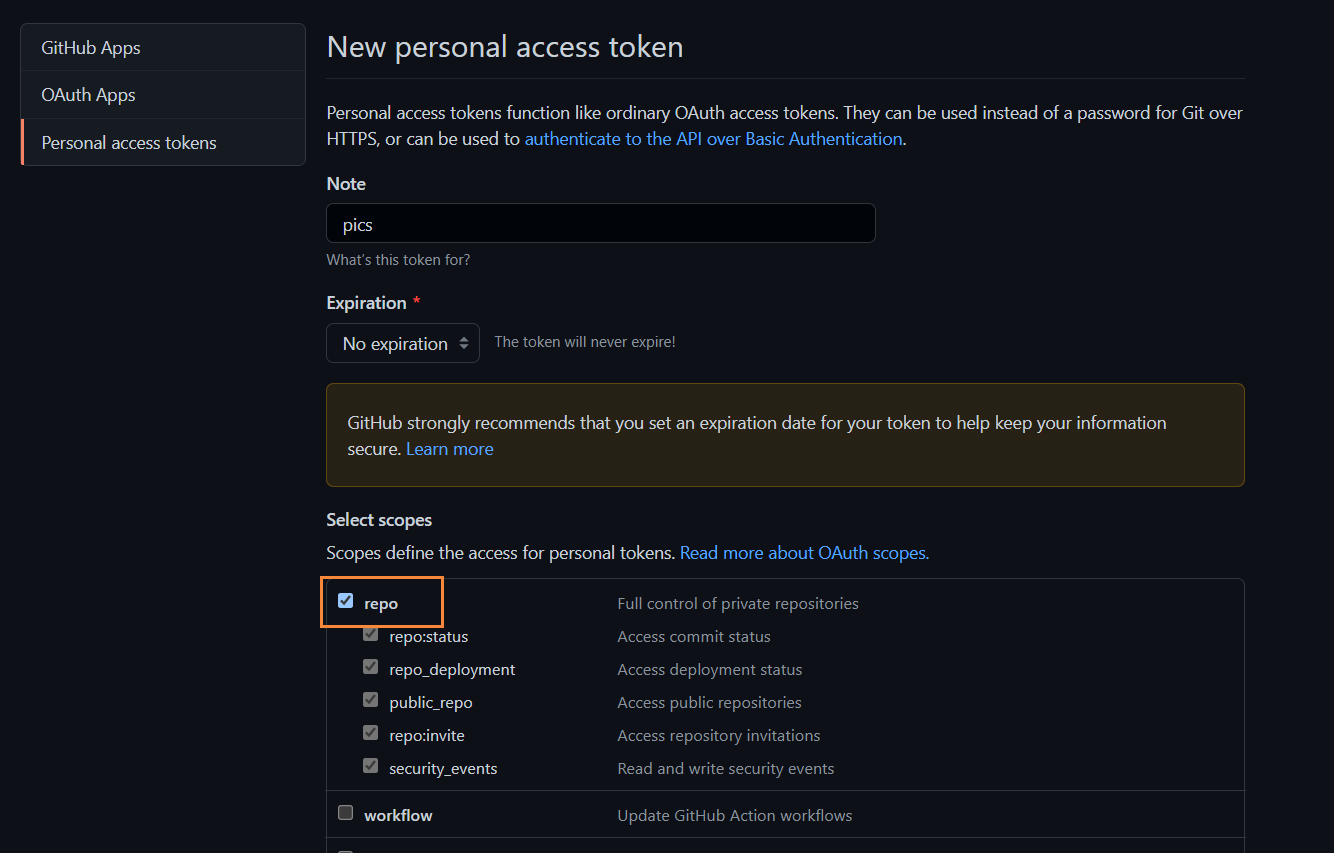 GitHub Apps
OAuth Apps
Personal access tokens
New personal access token
Personal access tokens function like ordinary OAuth access tokens. They can be used instead of a password for Git over
HTTPS, or can be used to authenticate to the API over Basic Authentication.
Note
pics
What's this token for?
Expiration *
No expiration The token will never expire!
GitHub strongly recommends that you set an expiration date for your token to help keep your information
secure. Learn more
Select scopes
Scopes define the access for personal tokens. Read more about OAuth scopes.
repo Full control of private repositories
repo:status Access commit status
repo_deployment Access deployment status
public_repo Access public repositories
repo:invite Access repository invitations
security_events Read and write security events
workflow Update GitHub Action workflows